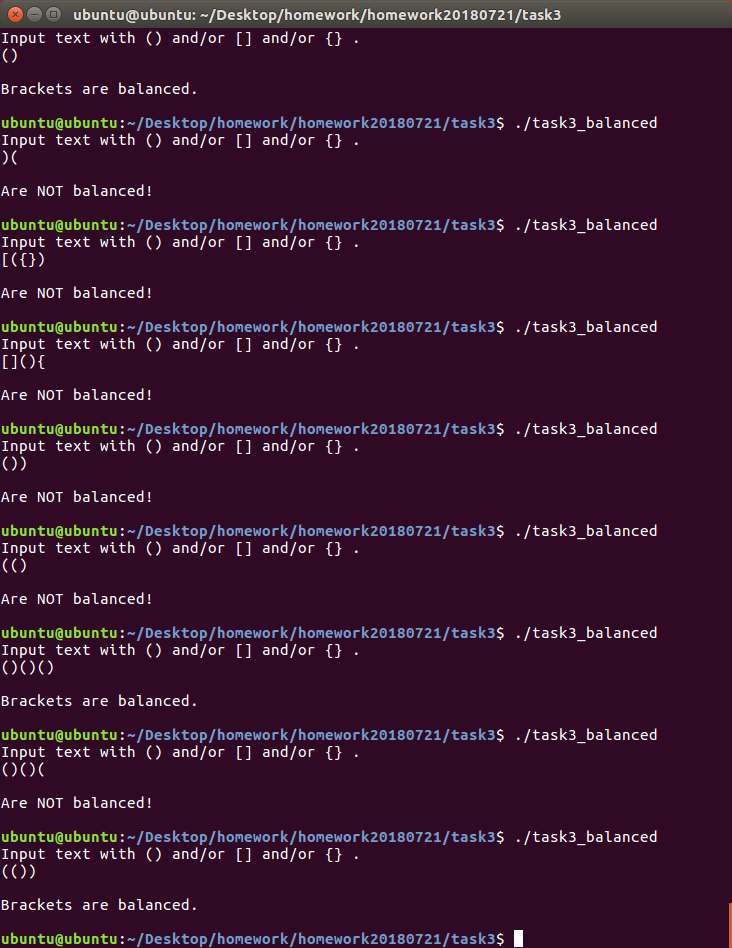 ubuntu@ubuntu: ~/Desktop/homework/homework20180721/task3
Input text with () and/or [] and/or {} .
()
Brackets are balanced.
ubuntu@ubuntu:~/Desktop/homework/homework20180721/task3$ ./task3_balanced
Input text with () and/or [] and/or {} .
)(
Are NOT balanced!
ubuntu@ubuntu:~/Desktop/homework/homework20180721/task3$ ./task3_balanced
Input text with () and/or [] and/or {} .
[({})
Are NOT balanced!
ubuntu@ubuntu:~/Desktop/homework/homework20180721/task3$ ./task3_balanced
Input text with () and/or [] and/or {} .
[](){
Are NOT balanced!
ubuntu@ubuntu:~/Desktop/homework/homework20180721/task3$ ./task3_balanced
Input text with () and/or [] and/or {} .
())
Are NOT balanced!
ubuntu@ubuntu:~/Desktop/homework/homework20180721/task3$ ./task3_balanced
Input text with () and/or [] and/or {} .
(()
Are NOT balanced!
ubuntu@ubuntu:~/Desktop/homework/homework20180721/task3$ ./task3_balanced
Input text with () and/or [] and/or {} .
()()()
Brackets are balanced.
ubuntu@ubuntu:~/Desktop/homework/homework20180721/task3$ ./task3_balanced
Input text with () and/or [] and/or {} .
()()(
Are NOT balanced!
ubuntu@ubuntu:~/Desktop/homework/homework20180721/task3$ ./task3_balanced
Input text with () and/or [] and/or {} .
(())
Brackets are balanced.
ubuntu@ubuntu:~/Desktop/homework/homework20180721/task3$